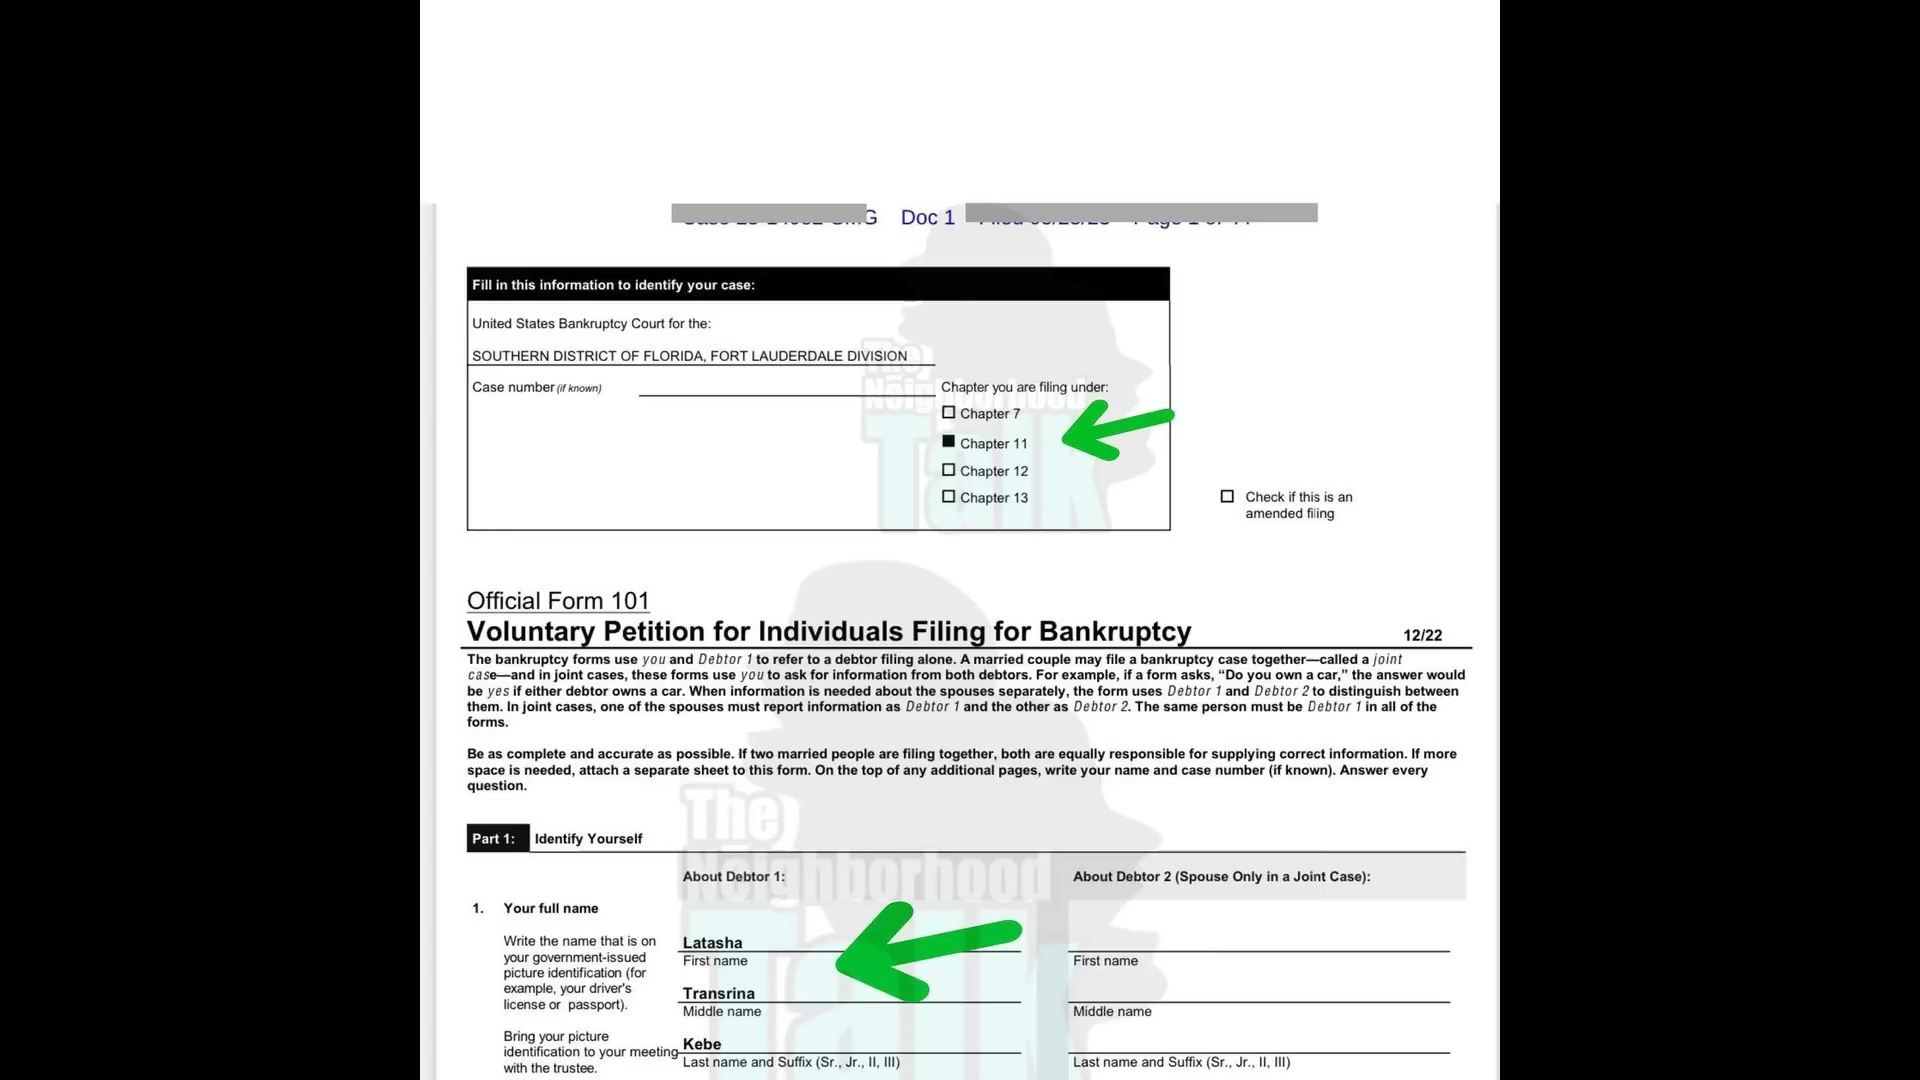 G Doc 1
Fill in this information to identify your case:
United States Bankruptcy Court for the:
SOUTHERN DISTRICT OF FLORIDA, FORT LAUDERDALE DIVISION
Case number (if known)
Chapter you are filing under:
Chapter 7
Chapter 11
Chapter 12
Chapter 13
Check if this is an
amended filing
The
Neighborhood
Talk
Official Form 101
Voluntary Petition for Individuals Filing for Bankruptcy 12/22
The bankruptcy forms use you and Debtor 1 to refer to a debtor filing alone. A married couple may file a bankruptcy case together—called a joint
case—and in joint cases, these forms use you to ask for information from both debtors. For example, if a form asks, “Do you own a car,” the answer would
be yes if either debtor owns a car. When information is needed about the spouses separately, the form uses Debtor 1 and Debtor 2 to distinguish between
them. In joint cases, one of the spouses must report information as Debtor 1 and the other as Debtor 2. The same person must be Debtor 1 in all of the
forms.
Be as complete and accurate as possible. If two married people are filing together, both are equally responsible for supplying correct information. If more
space is needed, attach a separate sheet to this form. On the top of any additional pages, write your name and case number (if known). Answer every
question.
Part 1: Identify Yourself
The
Neighborhood
Talk
About Debtor 1:
About Debtor 2 (Spouse Only in a Joint Case):
1. Your full name
Write the name that is on
your government-issued
picture identification (for
example, your driver's
license or passport).
Bring your picture
identification to your meeting
with the trustee.
Latasha
First name
Transrina
Middle name
Kebe
Last name and Suffix (Sr., Jr., II, III)
First name
Middle name
Last name and Suffix (Sr., Jr., II, III)